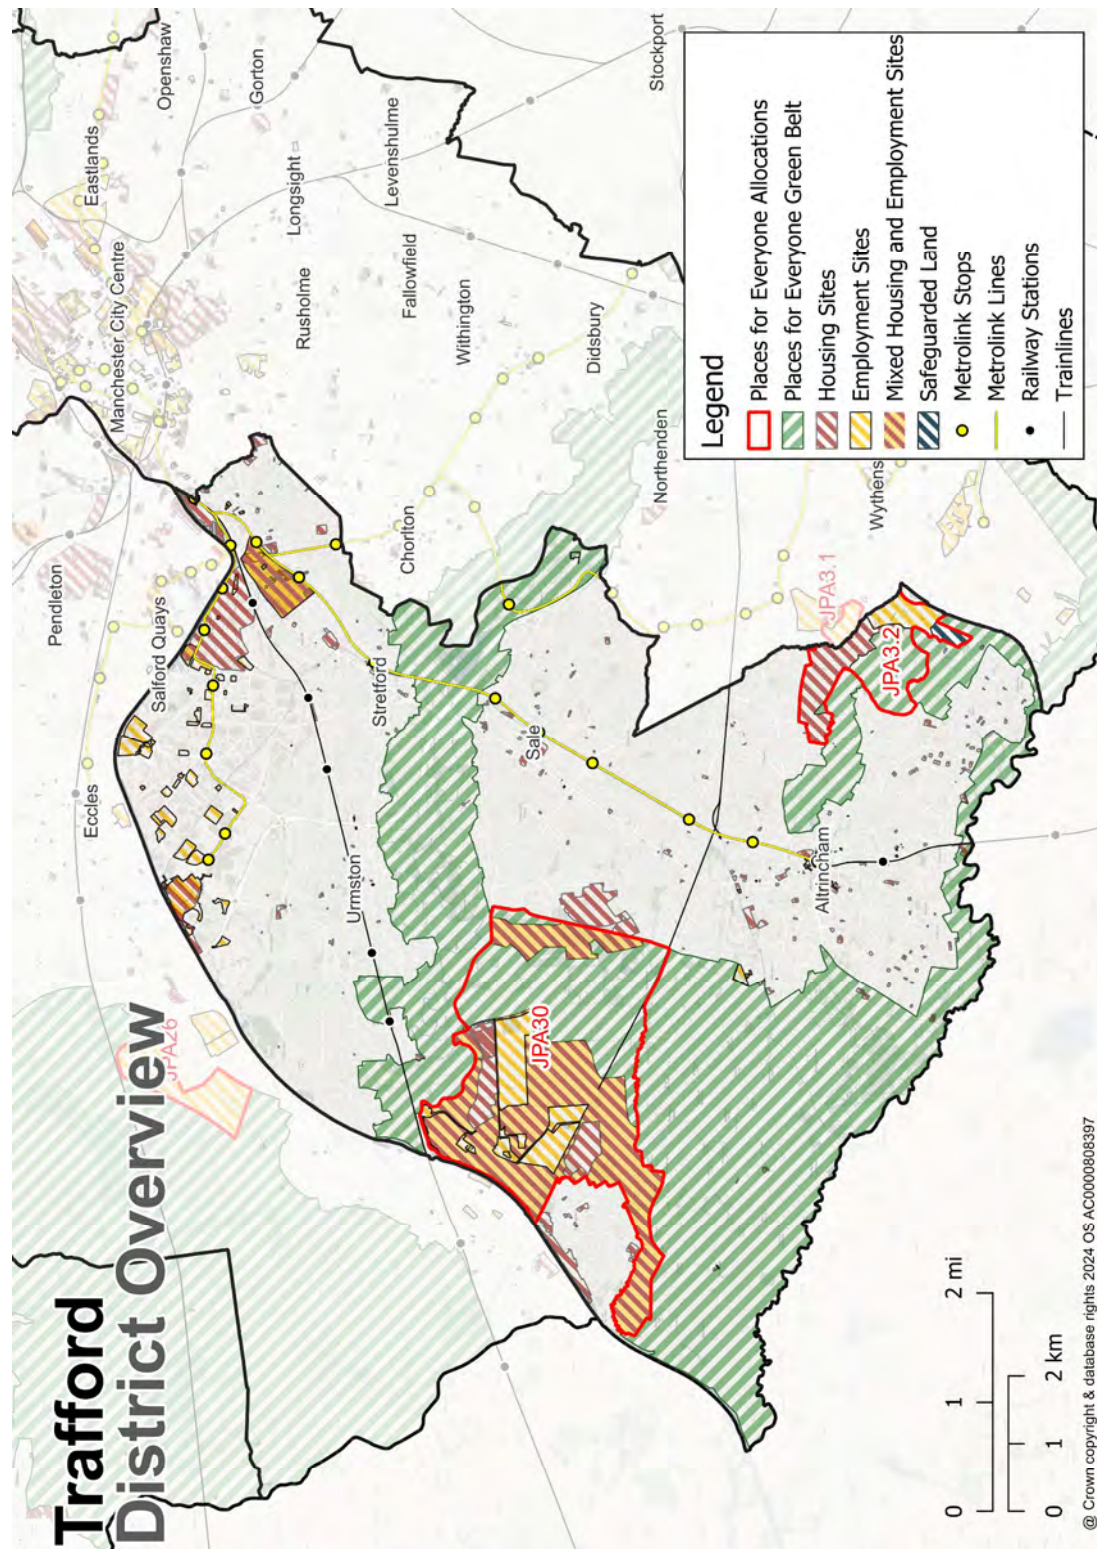 Trafford
District Overview
Pendleton
Eccles
Salford Quays
Manchester City Centre
Eastlands
Openshaw
Gorton
Longsight
Rusholme
Levenshulme
Fallowfield
Withington
Didsbury
Chorlton
Stockport
Northenden
Wythens
Urmston
Stretford
Sale
Altrincham
JPA26
JPA30
JPA3.1
JPA3.2
Legend
Places for Everyone Allocations
Places for Everyone Green Belt
Housing Sites
Employment Sites
Mixed Housing and Employment Sites
Safeguarded Land
Metrolink Stops
Metrolink Lines
Railway Stations
Trainlines
0 1 2 mi
0 1 2 km
@ Crown copyright & database rights 2024 OS AC0000808397